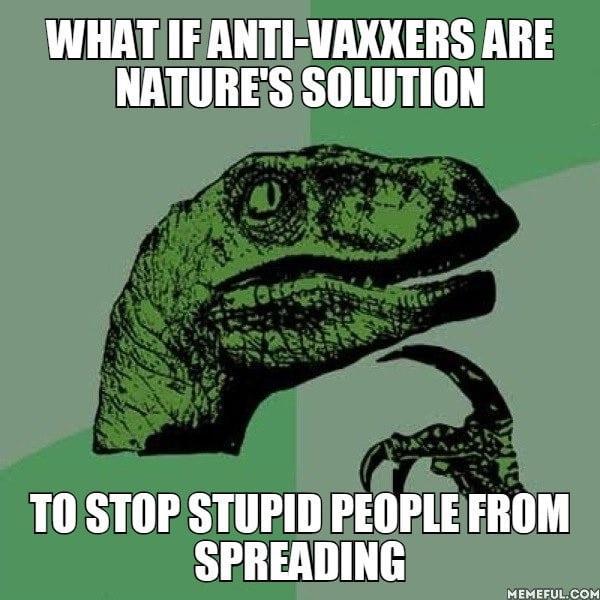 WHAT IF ANTI-VAXXERS ARE
NATURE'S SOLUTION
TO STOP STUPID PEOPLE FROM
SPREADING
MEMEFUL.COM